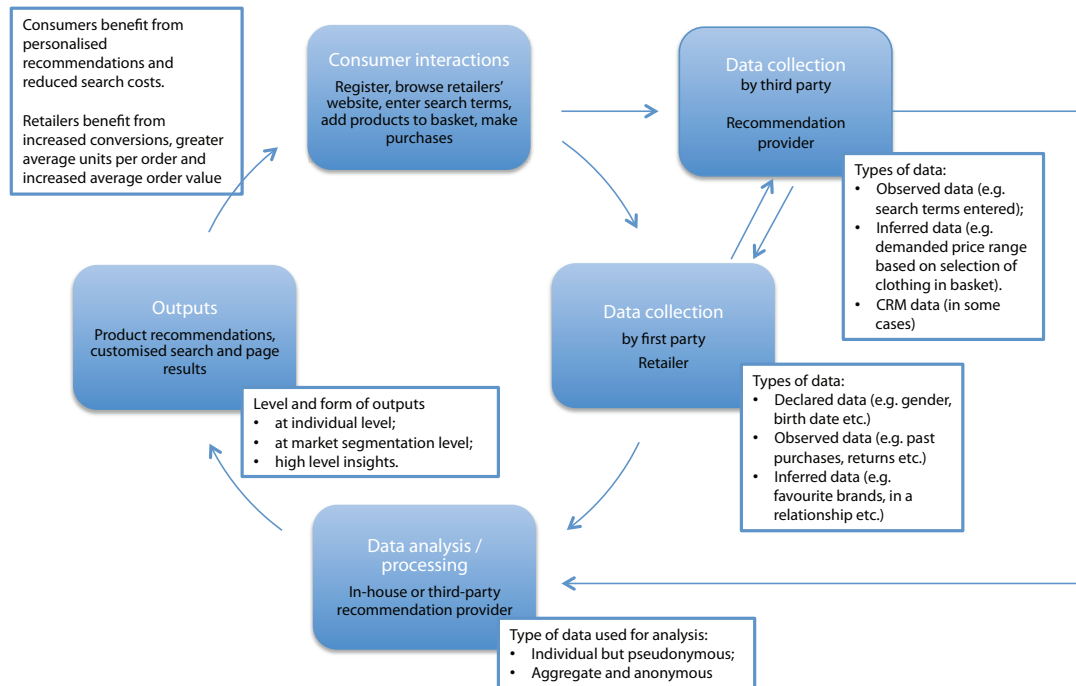 Consumers benefit from
personalised
recommendations and
reduced search costs.
Retailers benefit from
increased conversions, greater
average units per order and
increased average order value
Consumer interactions
Register, browse retailers'
website, enter search terms,
add products to basket, make
purchases
Data collection
by third party
Recommendation
provider
Types of data:
• Observed data (e.g.
search terms entered);
• Inferred data (e.g.
demanded price range
based on selection of
clothing in basket).
• CRM data (in some
cases)
Data collection
by first party
Retailer
Types of data:
• Declared data (e.g. gender,
birth date etc.)
• Observed data (e.g. past
purchases, returns etc.)
• Inferred data (e.g.
favourite brands, in a
relationship etc.)
Outputs
Product recommendations,
customised search and page
results
Level and form of outputs
• at individual level;
• at market segmentation level;
• high level insights.
Data analysis /
processing
In-house or third-party
recommendation provider
Type of data used for analysis:
• Individual but pseudonymous;
• Aggregate and anonymous